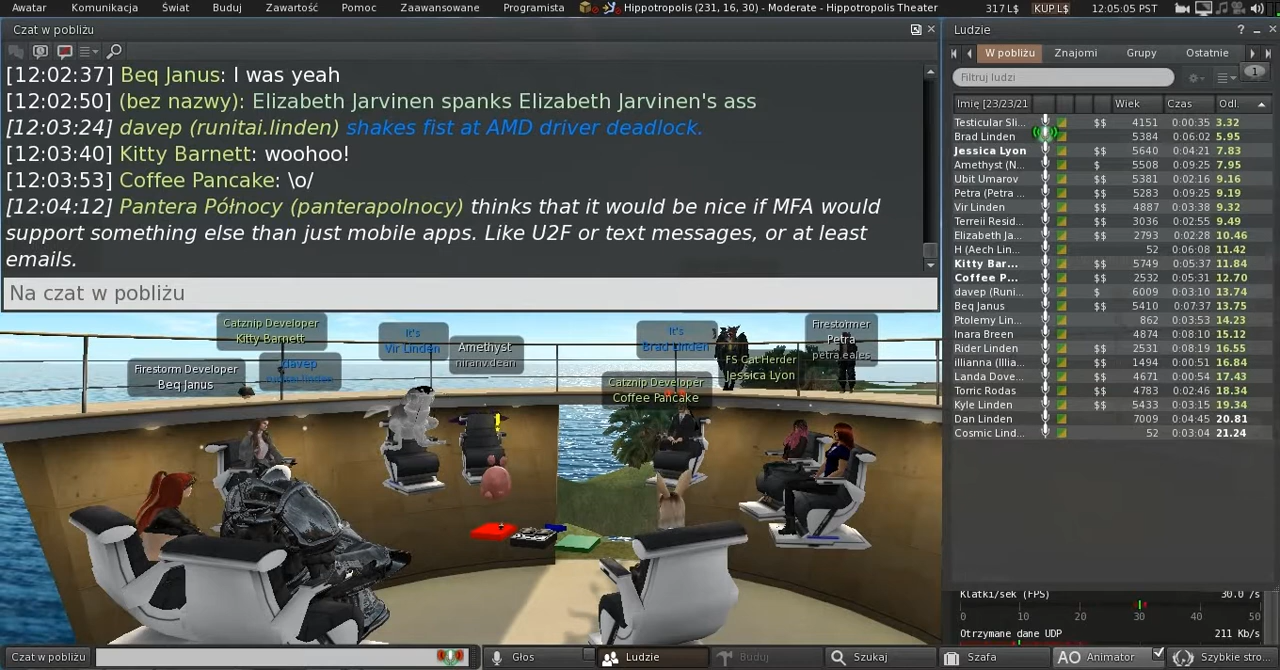 Awatar Komunikacja Świat Buduj Zawartość Pomoc Zaawansowane Programista Hippotropolis (231, 16, 30) - Moderate - Hippotropolis Theater 317 L$ KUP L$ 12:05:05 PST
Czat w pobliżu
[12:02:37] Beq Janus: I was yeah
[12:02:50] (bez nazwy): Elizabeth Jarvinen spanks Elizabeth Jarvinen's ass
[12:03:24] davep (runitai.linden) shakes fist at AMD driver deadlock.
[12:03:40] Kitty Barnett: woohoo!
[12:03:53] Coffee Pancake: \o/
[12:04:12] Pantera Północy (panterapolnocy) thinks that it would be nice if MFA would
support something else than just mobile apps. Like U2F or text messages, or at least
emails.
Na czat w pobliżu
Catznip Developer
Kitty Barnett
It's
Vir Linden
Amethyst
niranv.dean
Firestorm Developer
Beq Janus
davep
runitai.linden
It's
Brad Linden
FS Cat Herder
Jessica Lyon
Firestormer
Petra
petra.eales
Catznip Developer
Coffee Pancake
Ludzie ? _ ×
W pobliżu Znajomi Grupy Ostatnie
Filtruj ludzi 1
Imię [23/23/21 Wiek Czas Odl.
Testicular Sli... $$ 4151 0:00:35 3.32
Brad Linden 5384 0:06:02 5.95
Jessica Lyon $$ 5640 0:04:21 7.83
Amethyst (N... $ 5508 0:09:25 7.95
Ubit Umarov $$ 5381 0:02:16 9.16
Petra (Petra ... $$ 5283 0:09:25 9.19
Vir Linden $$ 4887 0:03:38 9.32
Terreii Resid... $$ 3036 0:02:55 9.49
Elizabeth Ja... $$ 2793 0:02:28 10.46
H (Aech Lin... 52 0:06:08 11.42
Kitty Bar... $$ 5749 0:05:37 11.84
Coffee P... $$ 2532 0:05:31 12.70
davep (Runi... $ 6009 0:03:10 13.74
Beq Janus $$ 5410 0:07:37 13.75
Ptolemy Lin... 862 0:03:53 14.23
Inara Breen $ 4874 0:08:10 15.12
Rider Linden $$ 2531 0:08:19 16.55
illiannna (Illia... $$ 1494 0:00:51 16.84
Landa Dove... $$ 4671 0:00:54 17.43
Torric Rodas $$ 4783 0:02:46 18.34
Kyle Linden $$ 5433 0:03:15 19.34
Dan Linden 7009 0:04:45 20.81
Cosmic Lind... 52 0:03:04 21.24
Klatki/sek (FPS) 30.0 /s
0 10 20 30 40 50
Otrzymane dane UDP 211 Kb/s
Czat w pobliżu Głos Ludzie Buduj Szukaj Szafa AO Animator Szybkie stro...